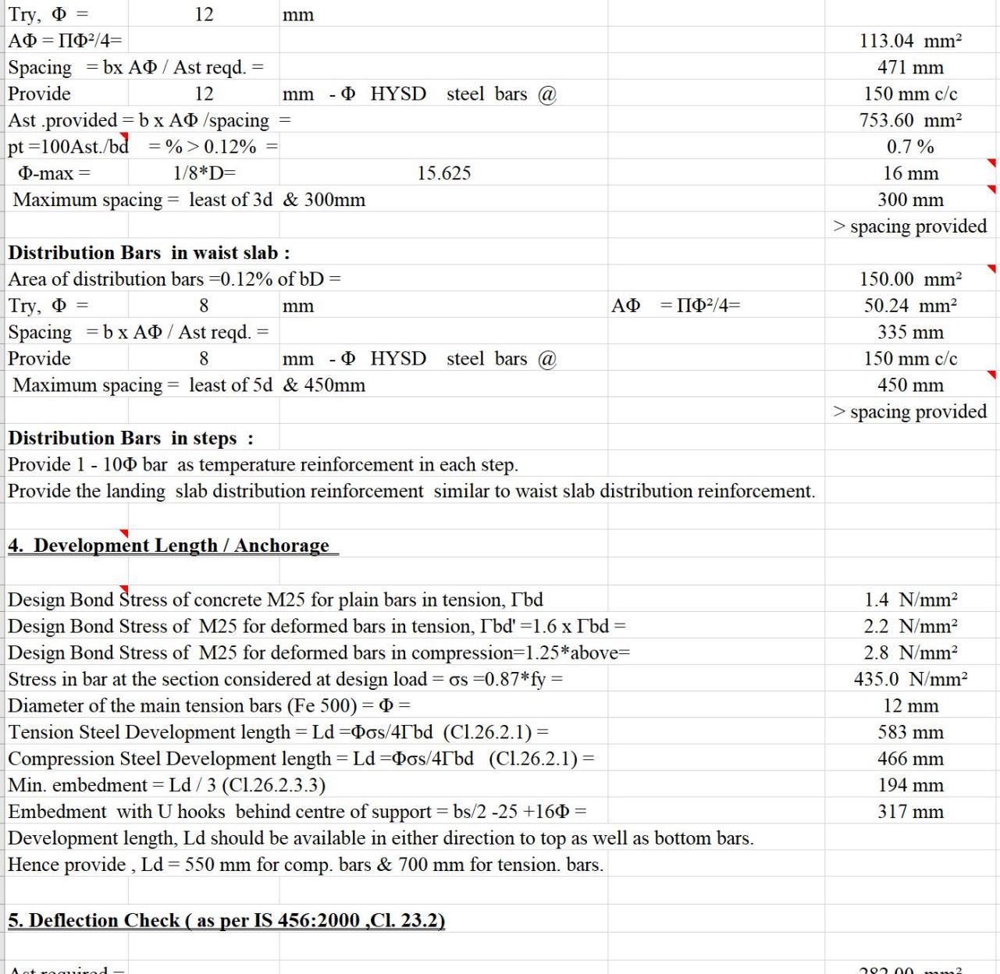 Try, Φ = 12 mm
AΦ = ΠΦ²/4= 113.04 mm²
Spacing = bx AΦ / Ast reqd. = 471 mm
Provide 12 mm - Φ HYSD steel bars @ 150 mm c/c
Ast .provided = b x AΦ /spacing = 753.60 mm²
pt =100Ast./bd = % > 0.12% = 0.7 %
Φ-max = 1/8*D= 15.625 16 mm
Maximum spacing = least of 3d & 300mm 300 mm
> spacing provided
Distribution Bars in waist slab :
Area of distribution bars =0.12% of bD = 150.00 mm²
Try, Φ = 8 mm AΦ = ΠΦ²/4= 50.24 mm²
Spacing = b x AΦ / Ast reqd. = 335 mm
Provide 8 mm - Φ HYSD steel bars @ 150 mm c/c
Maximum spacing = least of 5d & 450mm 450 mm
> spacing provided
Distribution Bars in steps :
Provide 1 - 10Φ bar as temperature reinforcement in each step.
Provide the landing slab distribution reinforcement similar to waist slab distribution reinforcement.
4. Development Length / Anchorage
Design Bond Stress of concrete M25 for plain bars in tension, Γbd 1.4 N/mm²
Design Bond Stress of M25 for deformed bars in tension, Γbd' =1.6 x Γbd = 2.2 N/mm²
Design Bond Stress of M25 for deformed bars in compression=1.25*above= 2.8 N/mm²
Stress in bar at the section considered at design load = σs =0.87*fy = 435.0 N/mm²
Diameter of the main tension bars (Fe 500) = Φ = 12 mm
Tension Steel Development length = Ld =Φσs/4Γbd (Cl.26.2.1) = 583 mm
Compression Steel Development length = Ld =Φσs/4Γbd (Cl.26.2.1) = 466 mm
Min. embedment = Ld / 3 (Cl.26.2.3.3) 194 mm
Embedment with U hooks behind centre of support = bs/2 -25 +16Φ = 317 mm
Development length, Ld should be available in either direction to top as well as bottom bars.
Hence provide , Ld = 550 mm for comp. bars & 700 mm for tension. bars.
5. Deflection Check ( as per IS 456:2000 ,Cl. 23.2)
Ast required = 282.00 mm²